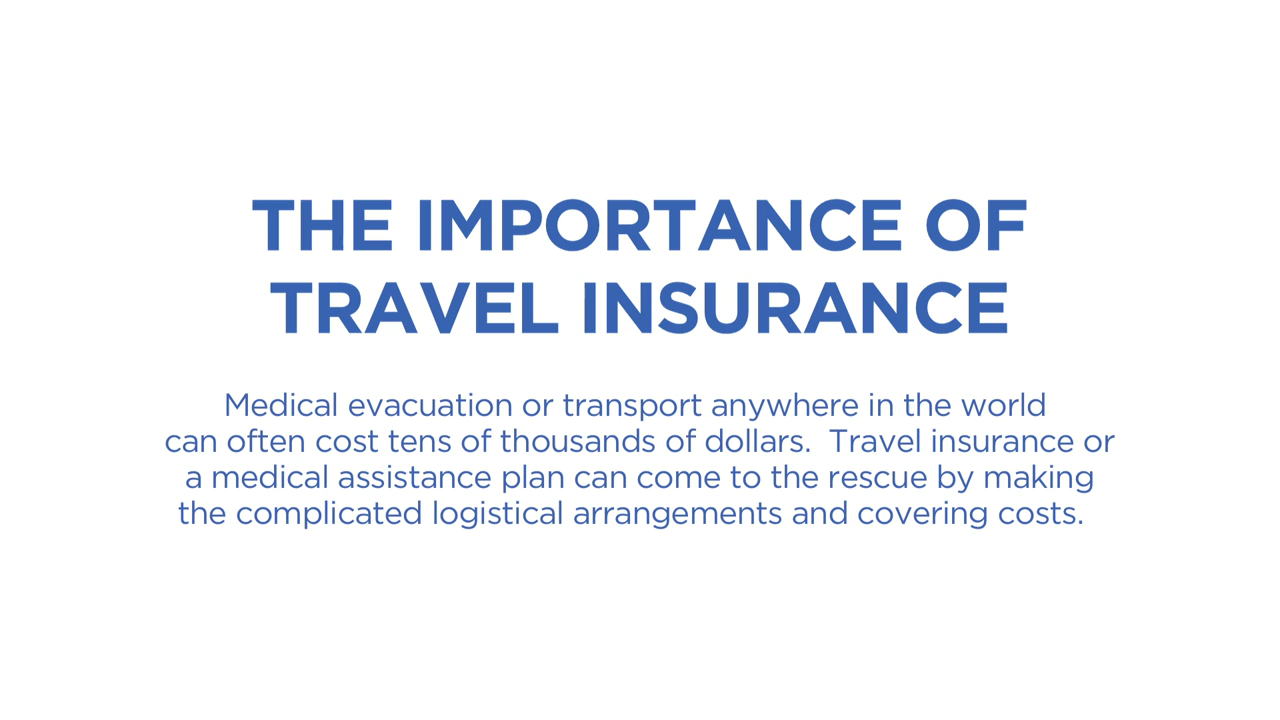 THE IMPORTANCE OF
TRAVEL INSURANCE
Medical evacuation or transport anywhere in the world
can often cost tens of thousands of dollars.  Travel insurance or
a medical assistance plan can come to the rescue by making
the complicated logistical arrangements and covering costs.